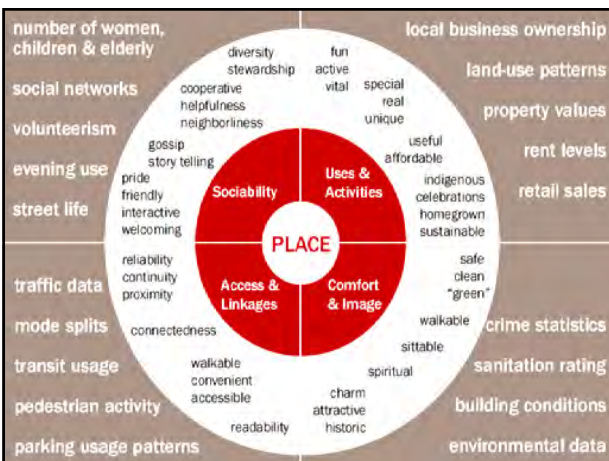 number of women,
children & elderly
social networks
volunteerism
evening use
street life
diversity
stewardship
cooperative
helpfulness
neighborliness
gossip
story telling
pride
friendly
interactive
welcoming
Sociability
fun
active
vital
special
real
unique
useful
affordable
indigenous
celebrations
homegrown
sustainable
Uses &
Activities
local business ownership
land-use patterns
property values
rent levels
retail sales
PLACE
traffic data
mode splits
transit usage
pedestrian activity
parking usage patterns
reliability
continuity
proximity
connectedness
walkable
convenient
accessible
readability
Access &
Linkages
Comfort
& Image
safe
clean
"green"
walkable
sittable
spiritual
charm
attractive
historic
crime statistics
sanitation rating
building conditions
environmental data